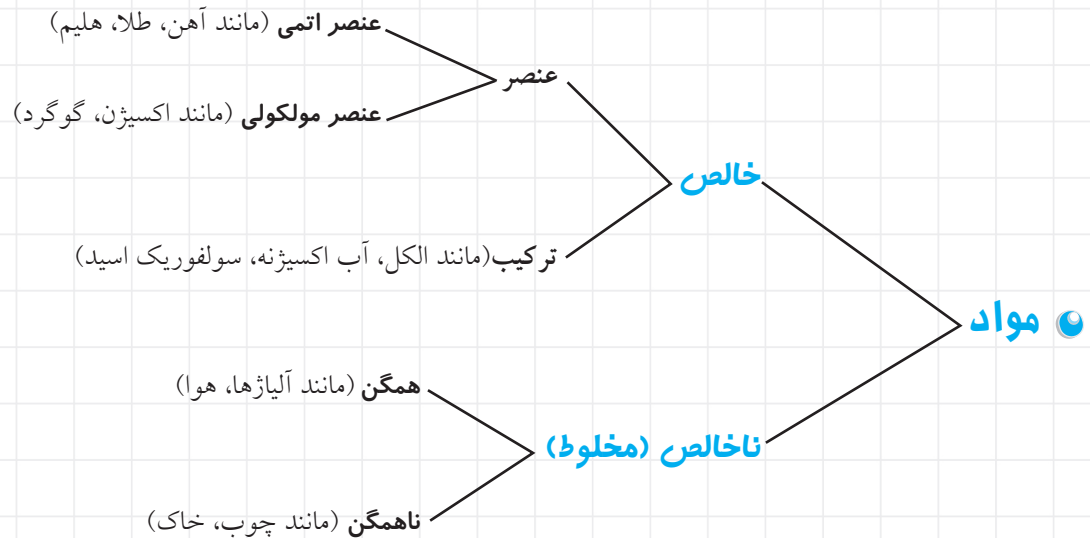 عنصر اتمی (مانند آهن، طلا، هلیم)
عنصر
عنصر مولکولی (مانند اکسیژن، گوگرد)
خالص
ترکیب(مانند الکل، آب اکسیژنه، سولفوریک اسید)
مواد
همگن (مانند آلیاژها، هوا)
ناخالص (مخلوط)
ناهمگن (مانند چوب، خاک)